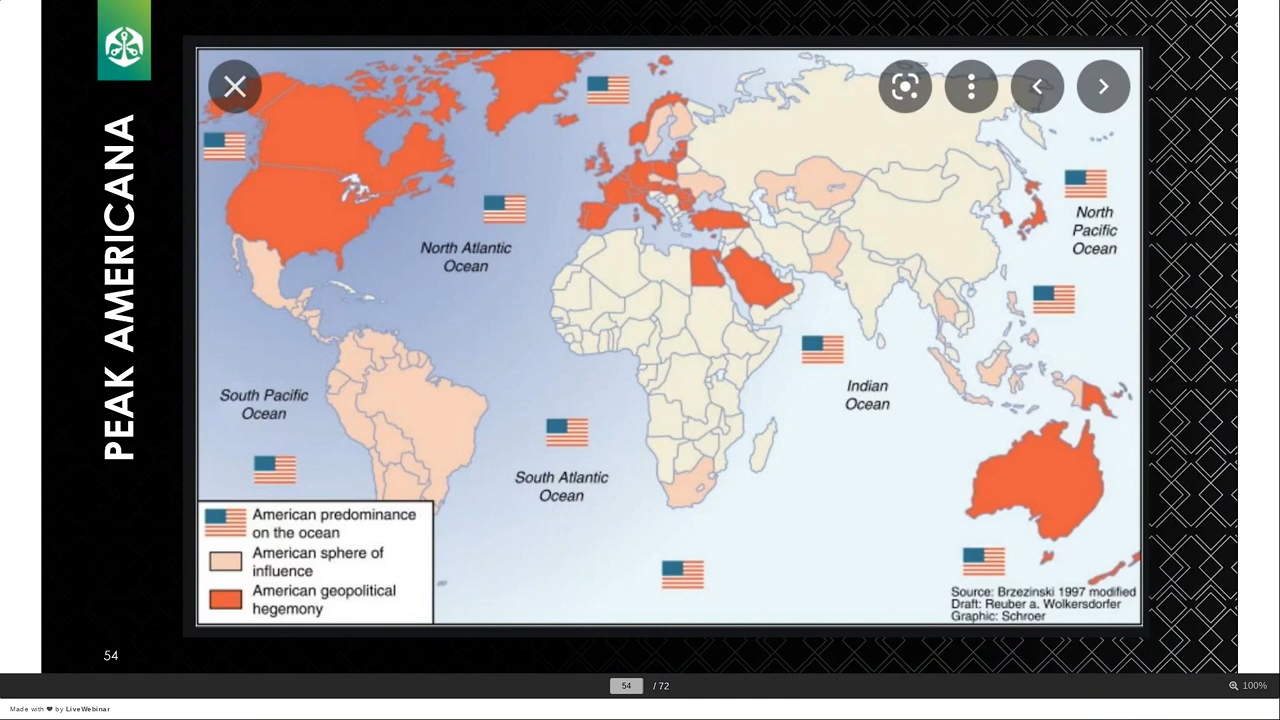 PEAK AMERICANA
North Atlantic
Ocean
North
Pacific
Ocean
South Pacific
Ocean
Indian
Ocean
South Atlantic
Ocean
American predominance
on the ocean
American sphere of
influence
American geopolitical
hegemony
Source: Brzezinski 1997 modified
Draft: Reuber a. Wolkersdorfer
Graphic: Schroer
54
54 / 72
100%
Made with ❤ by LiveWebinar